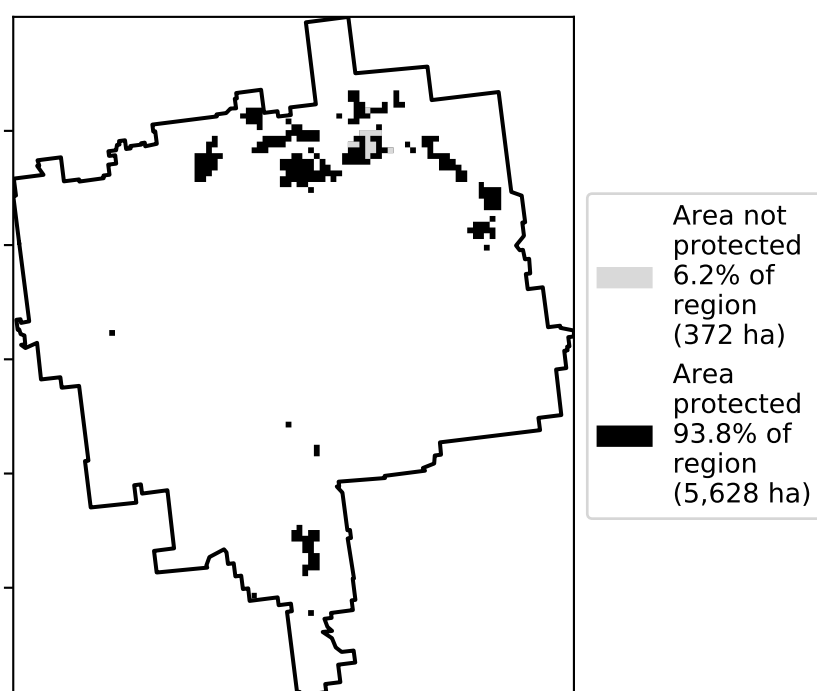 Area not
protected
6.2% of
region
(372 ha)
Area
protected
93.8% of
region
(5,628 ha)